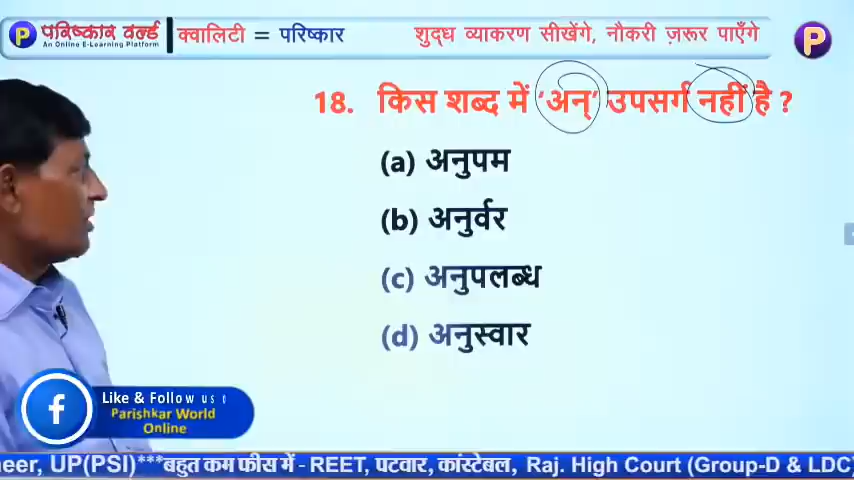 परिष्कार वर्ल्ड
An Online E-Learning Platform
क्वालिटी = परिष्कार
शुद्ध व्याकरण सीखेंगे, नौकरी ज़रूर पाएँगे
18. किस शब्द में 'अन्' उपसर्ग नहीं है ?
(a) अनुपम
(b) अनुर्वर
(c) अनुपलब्ध
(d) अनुस्वार
Like & Follow us
Parishkar World
Online
neer, UP(PSI)***बहुत कम फीस में - REET, पटवार, कांस्टेबल, Raj. High Court (Group-D & LDC)